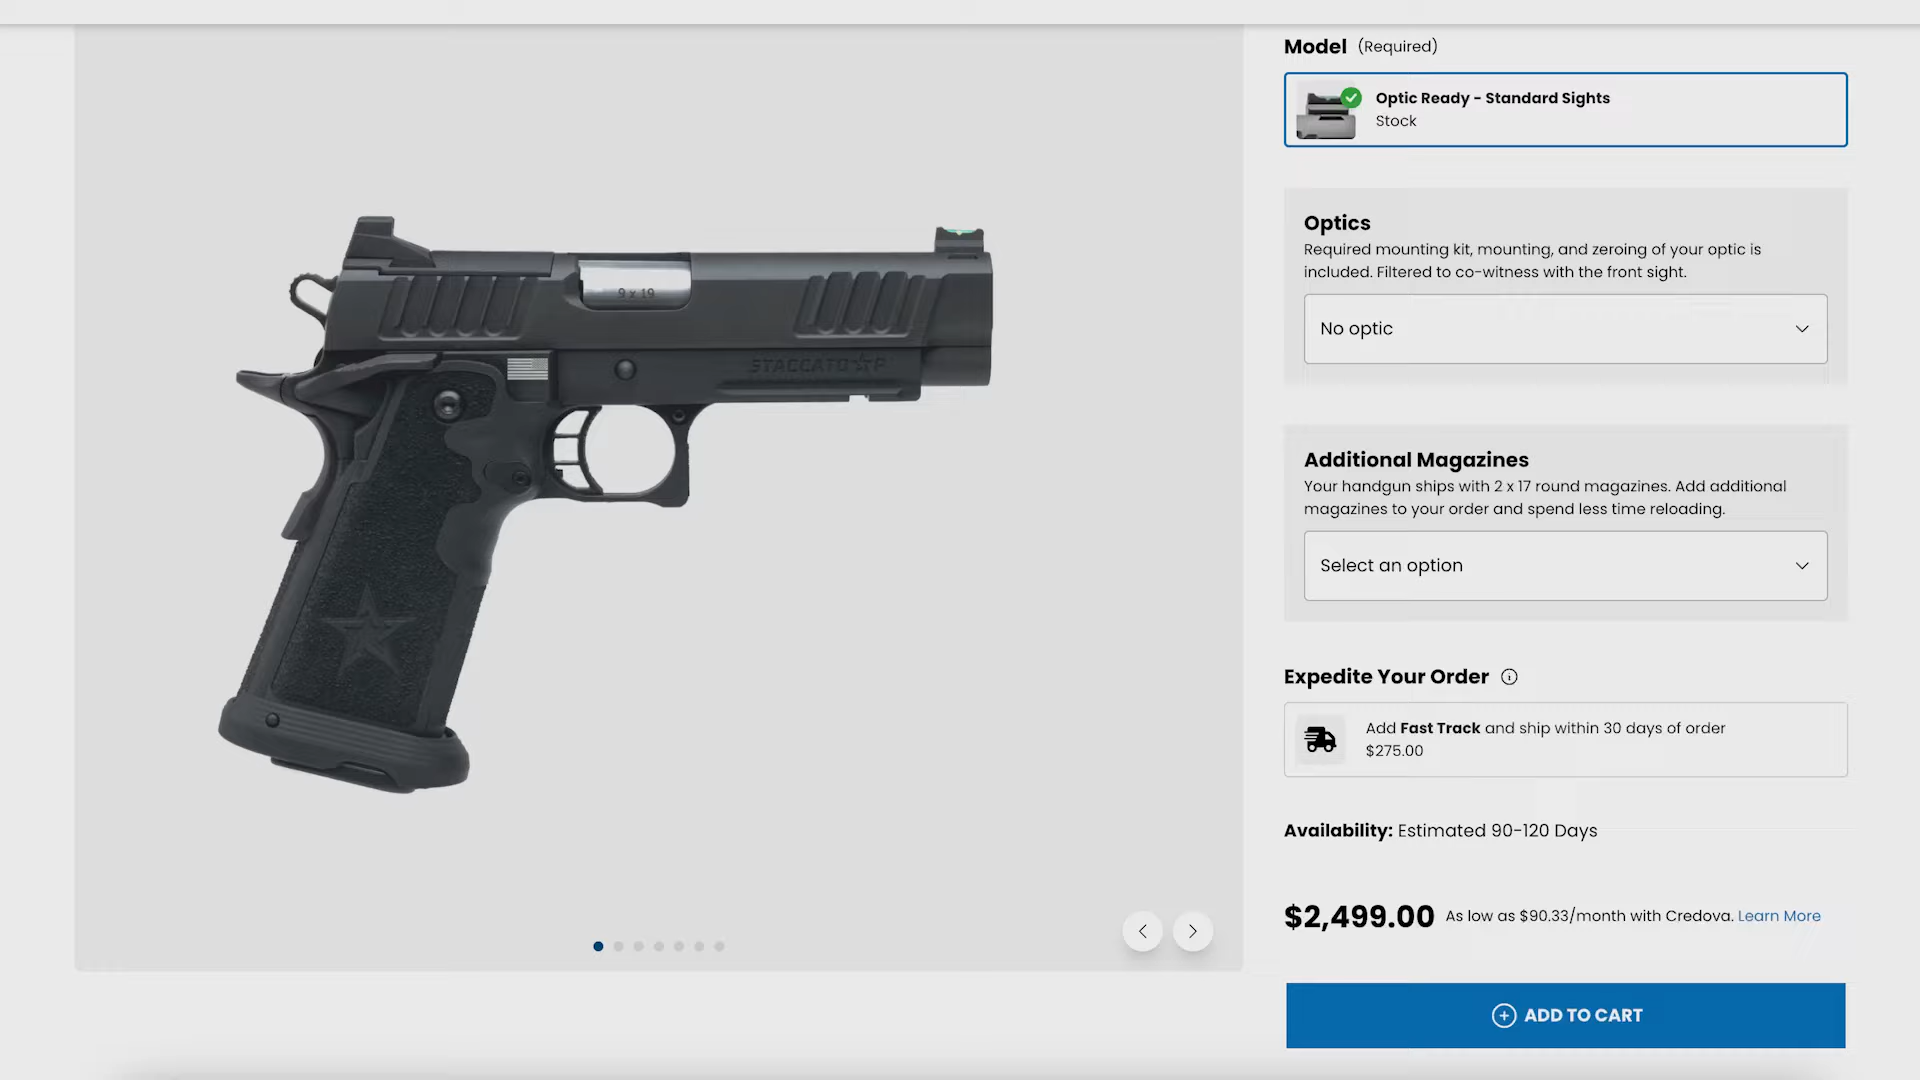 Model (Required)
Optic Ready - Standard Sights
Stock
Optics
Required mounting kit, mounting, and zeroing of your optic is
included. Filtered to co-witness with the front sight.
No optic
Additional Magazines
Your handgun ships with 2 x 17 round magazines. Add additional
magazines to your order and spend less time reloading.
Select an option
Expedite Your Order
Add Fast Track and ship within 30 days of order
$275.00
Availability: Estimated 90-120 Days
$2,499.00 As low as $90.33/month with Credova. Learn More
ADD TO CART
9 x 19
STACCATO P